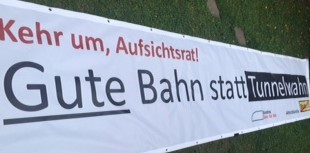 Kehr um, Aufsichtsrat!
Gute Bahn statt Tunnelwahn